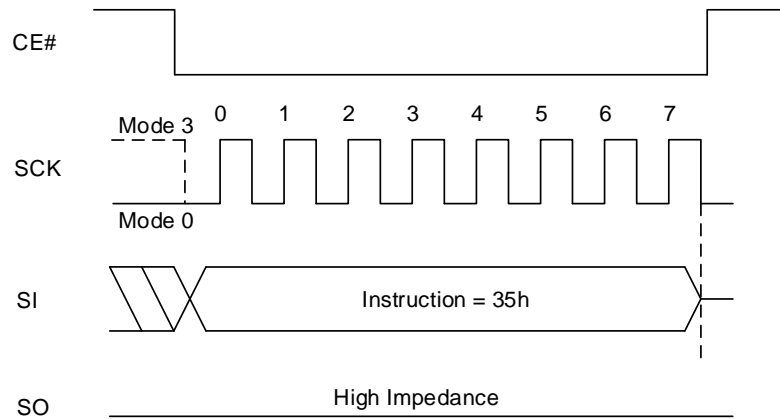 CE#
0 1 2 3 4 5 6 7
Mode 3
SCK
Mode 0
SI
Instruction = 35h
High Impedance
SO